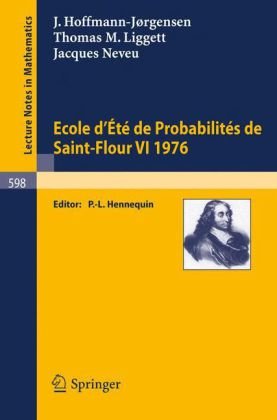 J. Hoffmann-Jørgensen
Thomas M. Liggett
Jacques Neveu
Lecture Notes in Mathematics
Ecole d'Été de Probabilités de
Saint-Flour VI 1976
598
Editor: P.-L. Hennequin
Springer